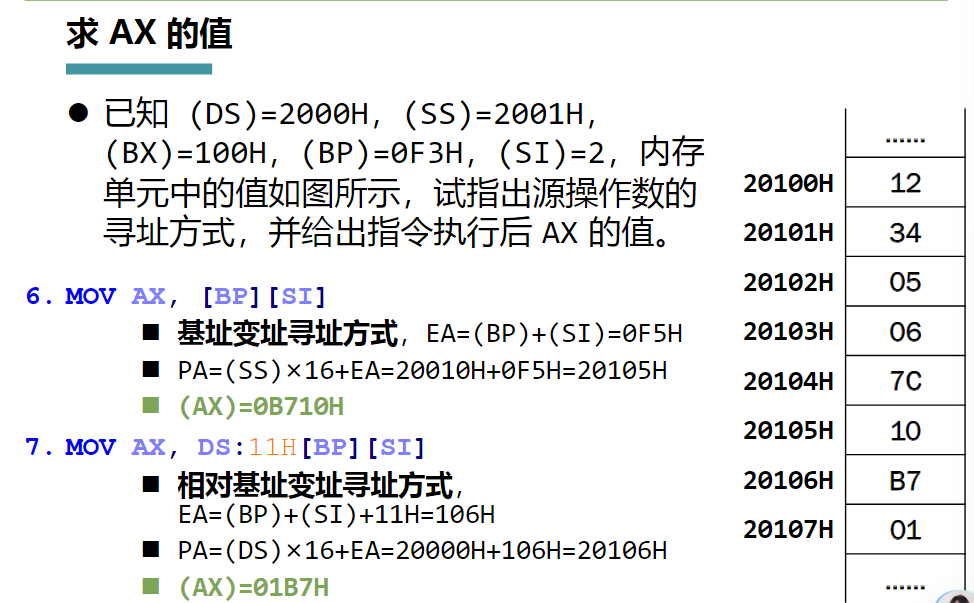 求 AX 的值
● 已知 (DS)=2000H, (SS)=2001H,
(BX)=100H, (BP)=0F3H, (SI)=2, 内存
单元中的值如图所示，试指出源操作数的
寻址方式，并给出指令执行后 AX 的值。
6. MOV AX, [BP][SI]
■ 基址变址寻址方式，EA=(BP)+(SI)=0F5H
■ PA=(SS)×16+EA=20010H+0F5H=20105H
■ (AX)=0B710H
7. MOV AX, DS:11H[BP][SI]
■ 相对基址变址寻址方式，
EA=(BP)+(SI)+11H=106H
■ PA=(DS)×16+EA=20000H+106H=20106H
■ (AX)=01B7H
……
20100H 12
20101H 34
20102H 05
20103H 06
20104H 7C
20105H 10
20106H B7
20107H 01
……